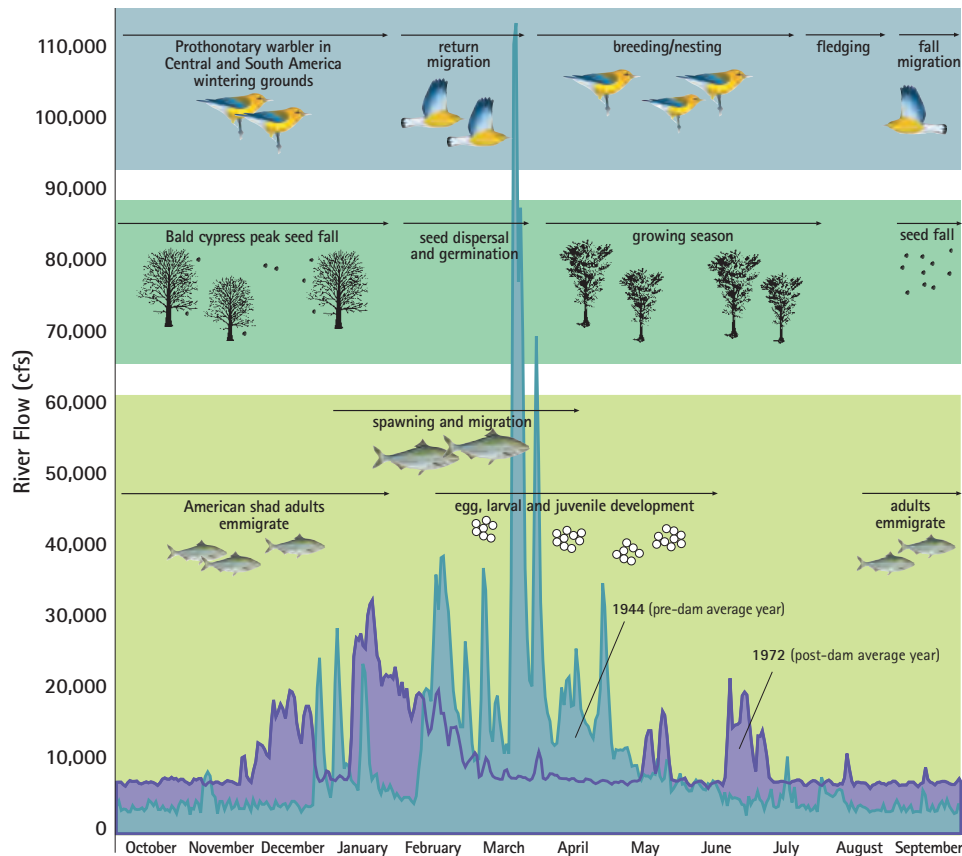 110,000
100,000
90,000
80,000
70,000
60,000
50,000
40,000
30,000
20,000
10,000
0
River Flow (cfs)
Prothonotary warbler in
Central and South America
wintering grounds
return
migration
breeding/nesting
fledging
fall
migration
Bald cypress peak seed fall
seed dispersal
and germination
growing season
seed fall
spawning and migration
American shad adults
emmigrate
egg, larval and juvenile development
adults
emmigrate
1944 (pre-dam average year)
1972 (post-dam average year)
October November December January February March April May June July August September